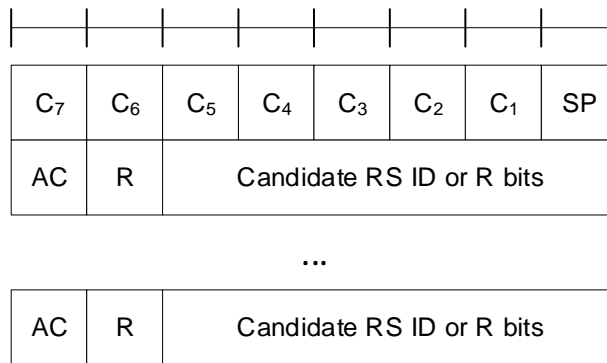 C₇ C₆ C₅ C₄ C₃ C₂ C₁ SP
AC R Candidate RS ID or R bits
...
AC R Candidate RS ID or R bits